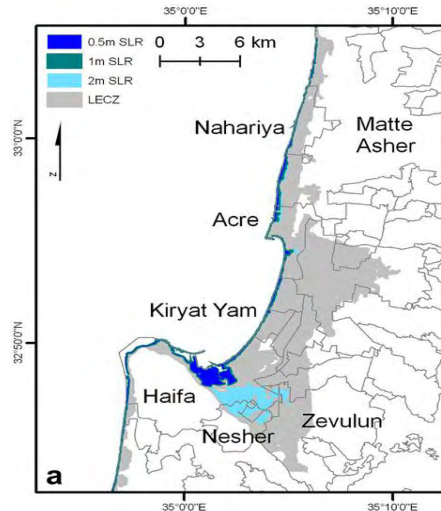 35°0'0"E
35°10'0"E
0.5m SLR
1m SLR
2m SLR
LECZ
0 3 6 km
z
33°0'0"N
32°50'0"N
Nahariya
Matte
Asher
Acre
Kiryat Yam
Haifa
Nesher
Zevulun
a
35°0'0"E
35°10'0"E